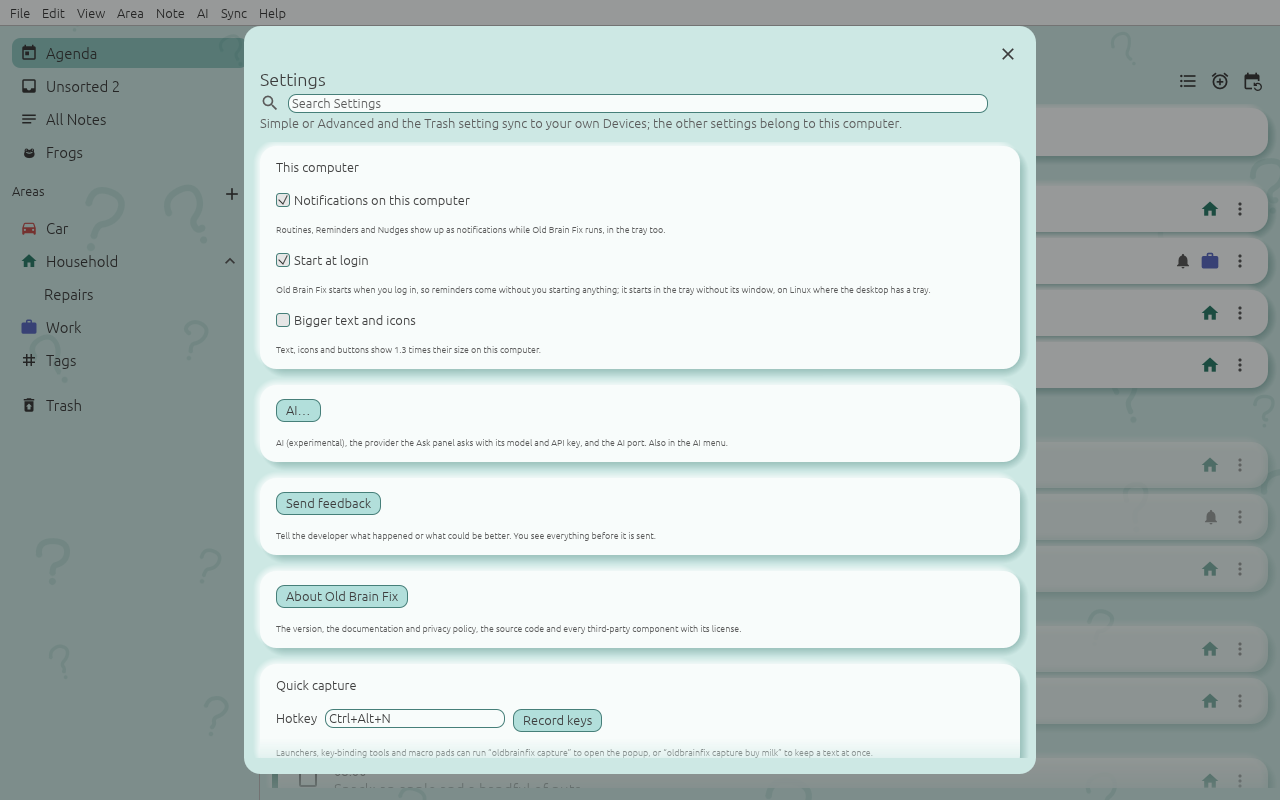 File Edit View Area Note AI Sync Help
Agenda
Unsorted 2
All Notes
Frogs
Areas
Car
Household
Repairs
Work
Tags
Trash
Settings
Search Settings
Simple or Advanced and the Trash setting sync to your own Devices; the other settings belong to this computer.
This computer
Notifications on this computer
Routines, Reminders and Nudges show up as notifications while Old Brain Fix runs, in the tray too.
Start at login
Old Brain Fix starts when you log in, so reminders come without you starting anything; it starts in the tray without its window, on Linux where the desktop has a tray.
Bigger text and icons
Text, icons and buttons show 1.3 times their size on this computer.
AI...
AI (experimental), the provider the Ask panel asks with its model and API key, and the AI port. Also in the AI menu.
Send feedback
Tell the developer what happened or what could be better. You see everything before it is sent.
About Old Brain Fix
The version, the documentation and privacy policy, the source code and every third-party component with its license.
Quick capture
Hotkey Ctrl+Alt+N Record keys
Launchers, key-binding tools and macro pads can run "oldbrainfix capture" to open the popup, or "oldbrainfix capture buy milk" to keep a text at once.